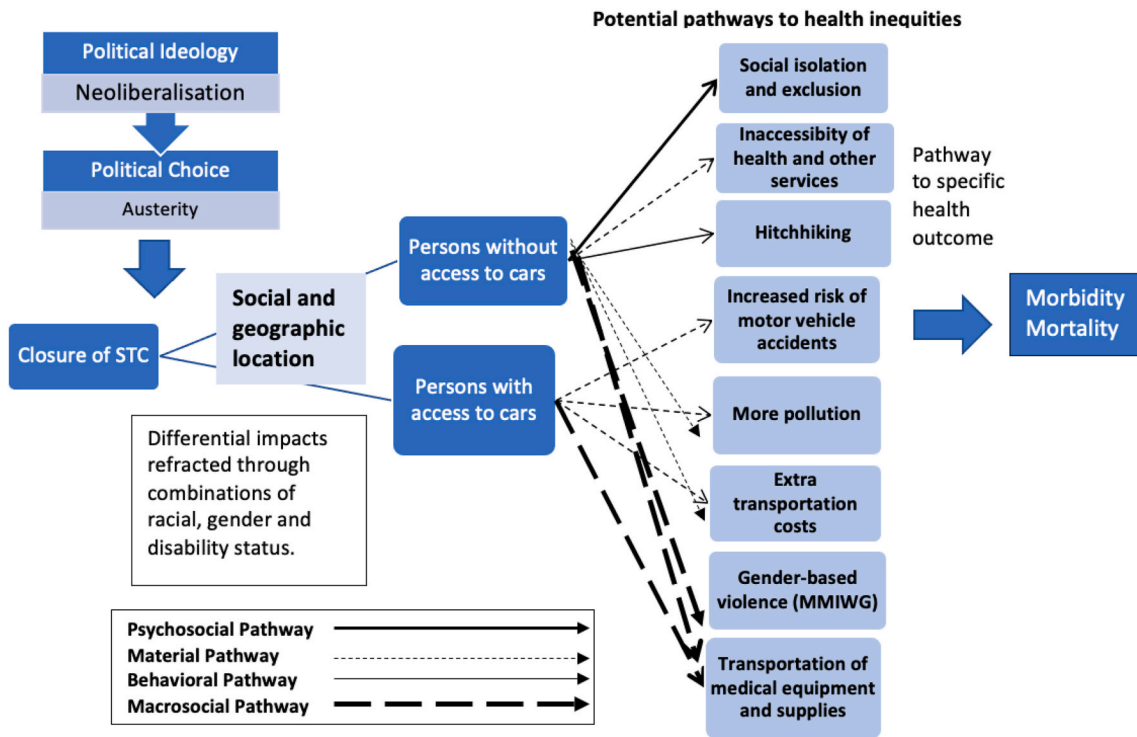 Potential pathways to health inequities
Political Ideology
Neoliberalisation
Political Choice
Austerity
Closure of STC
Social and
geographic
location
Persons without
access to cars
Persons with
access to cars
Differential impacts
refracted through
combinations of
racial, gender and
disability status.
Social isolation
and exclusion
Inaccessibity of
health and other
services
Hitchhiking
Increased risk of
motor vehicle
accidents
More pollution
Extra
transportation
costs
Gender-based
violence (MMIWG)
Transportation of
medical equipment
and supplies
Pathway
to specific
health
outcome
Morbidity
Mortality
Psychosocial Pathway
Material Pathway
Behavioral Pathway
Macrosocial Pathway